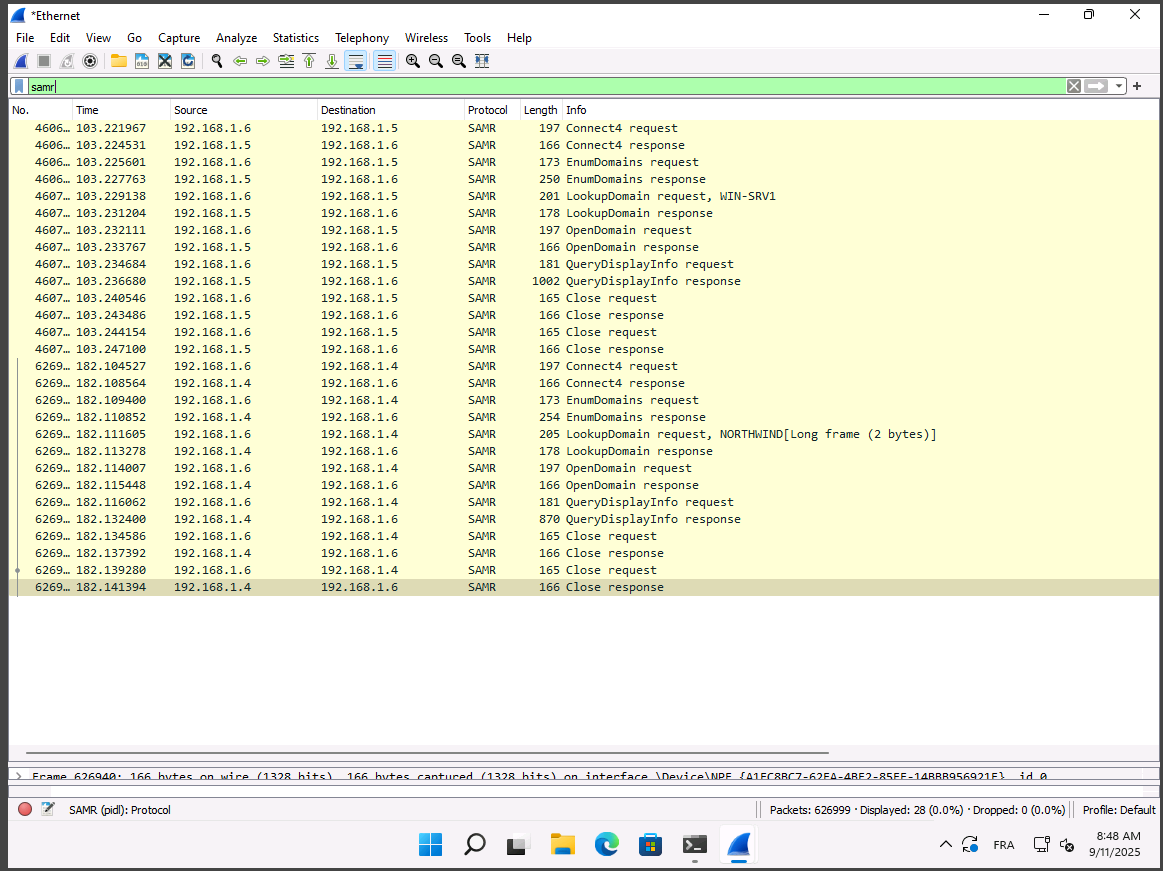 *Ethernet
File Edit View Go Capture Analyze Statistics Telephony Wireless Tools Help
samr
No. Time Source Destination Protocol Length Info
4606… 103.221967 192.168.1.6 192.168.1.5 SAMR 197 Connect4 request
4606… 103.224531 192.168.1.5 192.168.1.6 SAMR 166 Connect4 response
4606… 103.225601 192.168.1.6 192.168.1.5 SAMR 173 EnumDomains request
4606… 103.227763 192.168.1.5 192.168.1.6 SAMR 250 EnumDomains response
4607… 103.229138 192.168.1.6 192.168.1.5 SAMR 201 LookupDomain request, WIN-SRV1
4607… 103.231204 192.168.1.5 192.168.1.6 SAMR 178 LookupDomain response
4607… 103.232111 192.168.1.6 192.168.1.5 SAMR 197 OpenDomain request
4607… 103.233767 192.168.1.5 192.168.1.6 SAMR 166 OpenDomain response
4607… 103.234684 192.168.1.6 192.168.1.5 SAMR 181 QueryDisplayInfo request
4607… 103.236680 192.168.1.5 192.168.1.6 SAMR 1002 QueryDisplayInfo response
4607… 103.240546 192.168.1.6 192.168.1.5 SAMR 165 Close request
4607… 103.243486 192.168.1.5 192.168.1.6 SAMR 166 Close response
4607… 103.244154 192.168.1.6 192.168.1.5 SAMR 165 Close request
4607… 103.247100 192.168.1.5 192.168.1.6 SAMR 166 Close response
6269… 182.104527 192.168.1.6 192.168.1.4 SAMR 197 Connect4 request
6269… 182.108564 192.168.1.4 192.168.1.6 SAMR 166 Connect4 response
6269… 182.109400 192.168.1.6 192.168.1.4 SAMR 173 EnumDomains request
6269… 182.110852 192.168.1.4 192.168.1.6 SAMR 254 EnumDomains response
6269… 182.111605 192.168.1.6 192.168.1.4 SAMR 205 LookupDomain request, NORTHWIND[Long frame (2 bytes)]
6269… 182.113278 192.168.1.4 192.168.1.6 SAMR 178 LookupDomain response
6269… 182.114007 192.168.1.6 192.168.1.4 SAMR 197 OpenDomain request
6269… 182.115448 192.168.1.4 192.168.1.6 SAMR 166 OpenDomain response
6269… 182.116062 192.168.1.6 192.168.1.4 SAMR 181 QueryDisplayInfo request
6269… 182.132400 192.168.1.4 192.168.1.6 SAMR 870 QueryDisplayInfo response
6269… 182.134586 192.168.1.6 192.168.1.4 SAMR 165 Close request
6269… 182.137392 192.168.1.4 192.168.1.6 SAMR 166 Close response
6269… 182.139280 192.168.1.6 192.168.1.4 SAMR 165 Close request
6269… 182.141394 192.168.1.4 192.168.1.6 SAMR 166 Close response
Frame 626940: 166 bytes on wire (1328 bits), 166 bytes captured (1328 bits) on interface \Device\NPF_ id 0
SAMR (pidl): Protocol Packets: 626999 · Displayed: 28 (0.0%) · Dropped: 0 (0.0%) Profile: Default
FRA
8:48 AM
9/11/2025